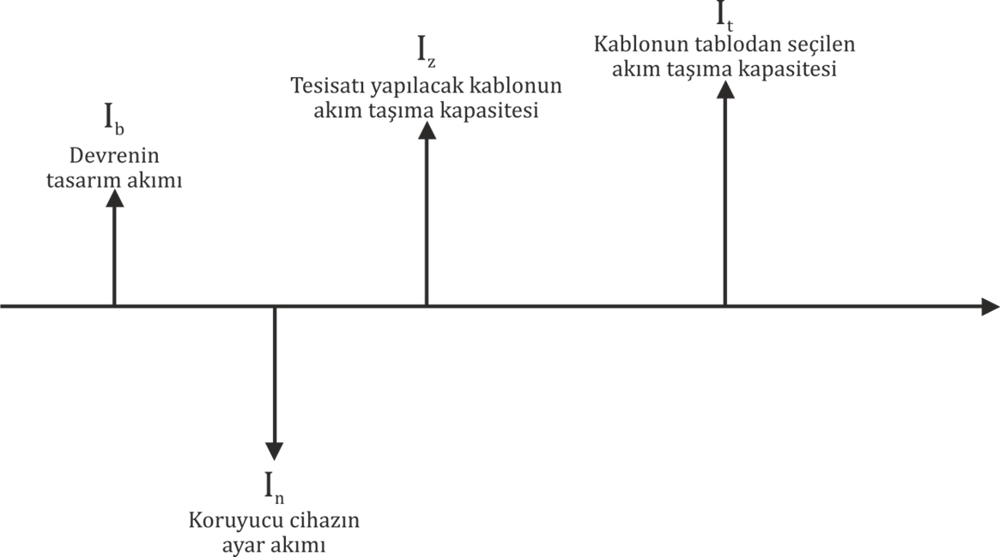 I_t
Kablonun tablodan seçilen
akım taşıma kapasitesi
I_z
Tesisatı yapılacak kablonun
akım taşıma kapasitesi
I_b
Devrenin
tasarım akımı
I_n
Koruyucu cihazın
ayar akımı